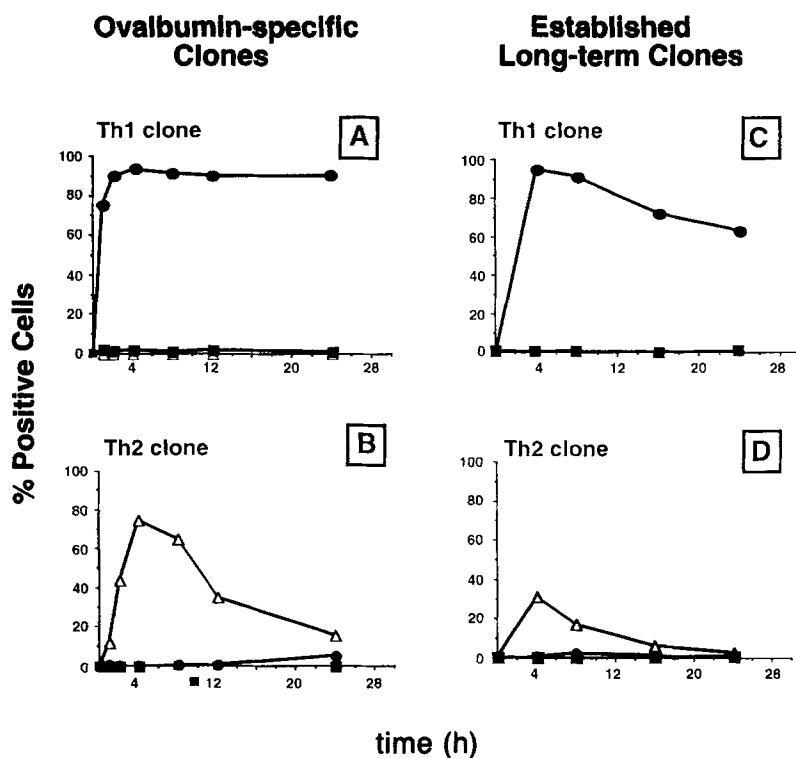 Ovalbumin-specific
Clones
Established
Long-term Clones
% Positive Cells
Th1 clone
A
100
80
60
40
20
0
4
12
20
28
Th1 clone
C
100
80
60
40
20
0
4
12
20
28
Th2 clone
B
100
80
60
40
20
0
4
12
20
28
Th2 clone
D
100
80
60
40
20
0
4
12
20
28
time (h)